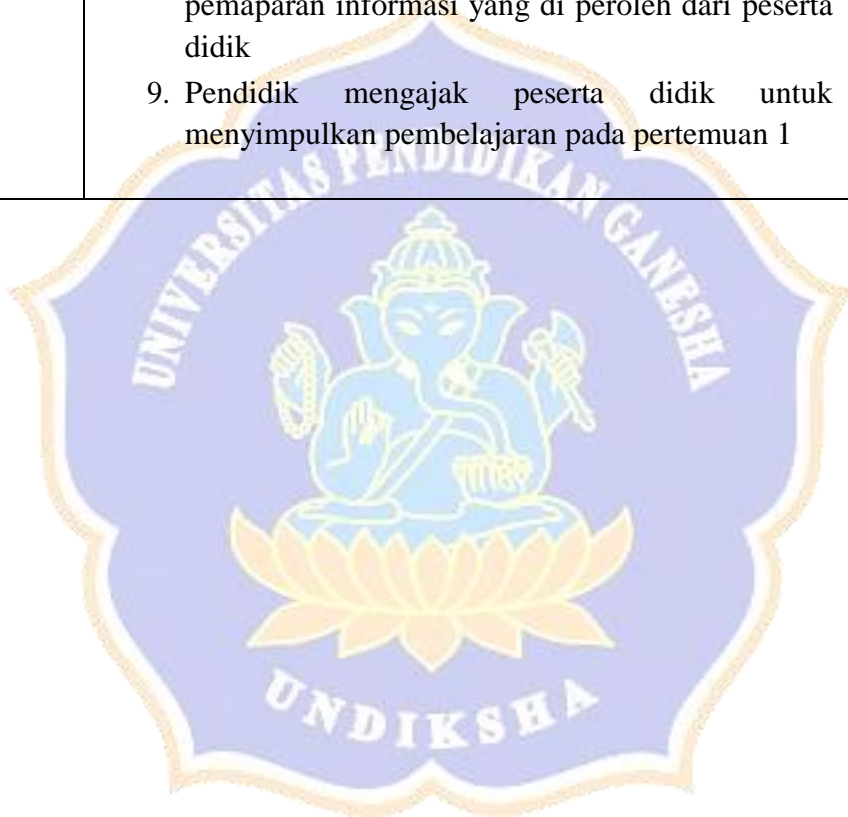 pemaparan informasi yang di peroleh dari peserta
didik
9. Pendidik mengajak peserta didik untuk
menyimpulkan pembelajaran pada pertemuan 1
UNIVERSITAS PENDIDIKAN GANESHA
UNDIKSHA